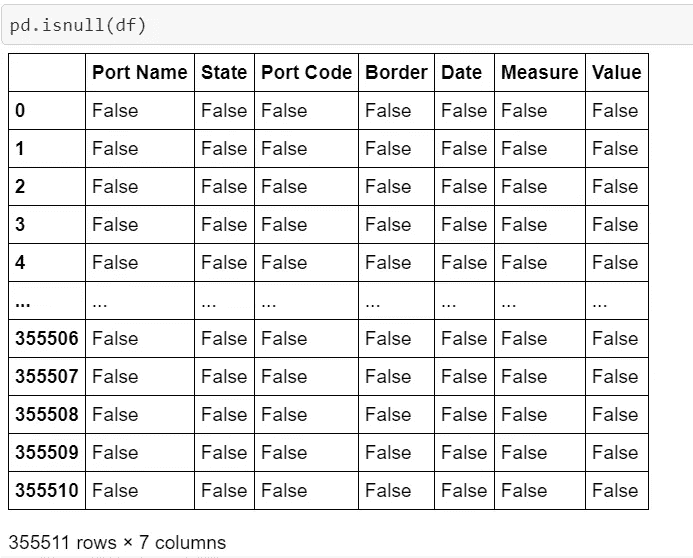 pd.isnull(df)
Port Name State Port Code Border Date Measure Value
0 False False False False False False False
1 False False False False False False False
2 False False False False False False False
3 False False False False False False False
4 False False False False False False False
... ... ... ... ... ... ... ...
355506 False False False False False False False
355507 False False False False False False False
355508 False False False False False False False
355509 False False False False False False False
355510 False False False False False False False
355511 rows × 7 columns